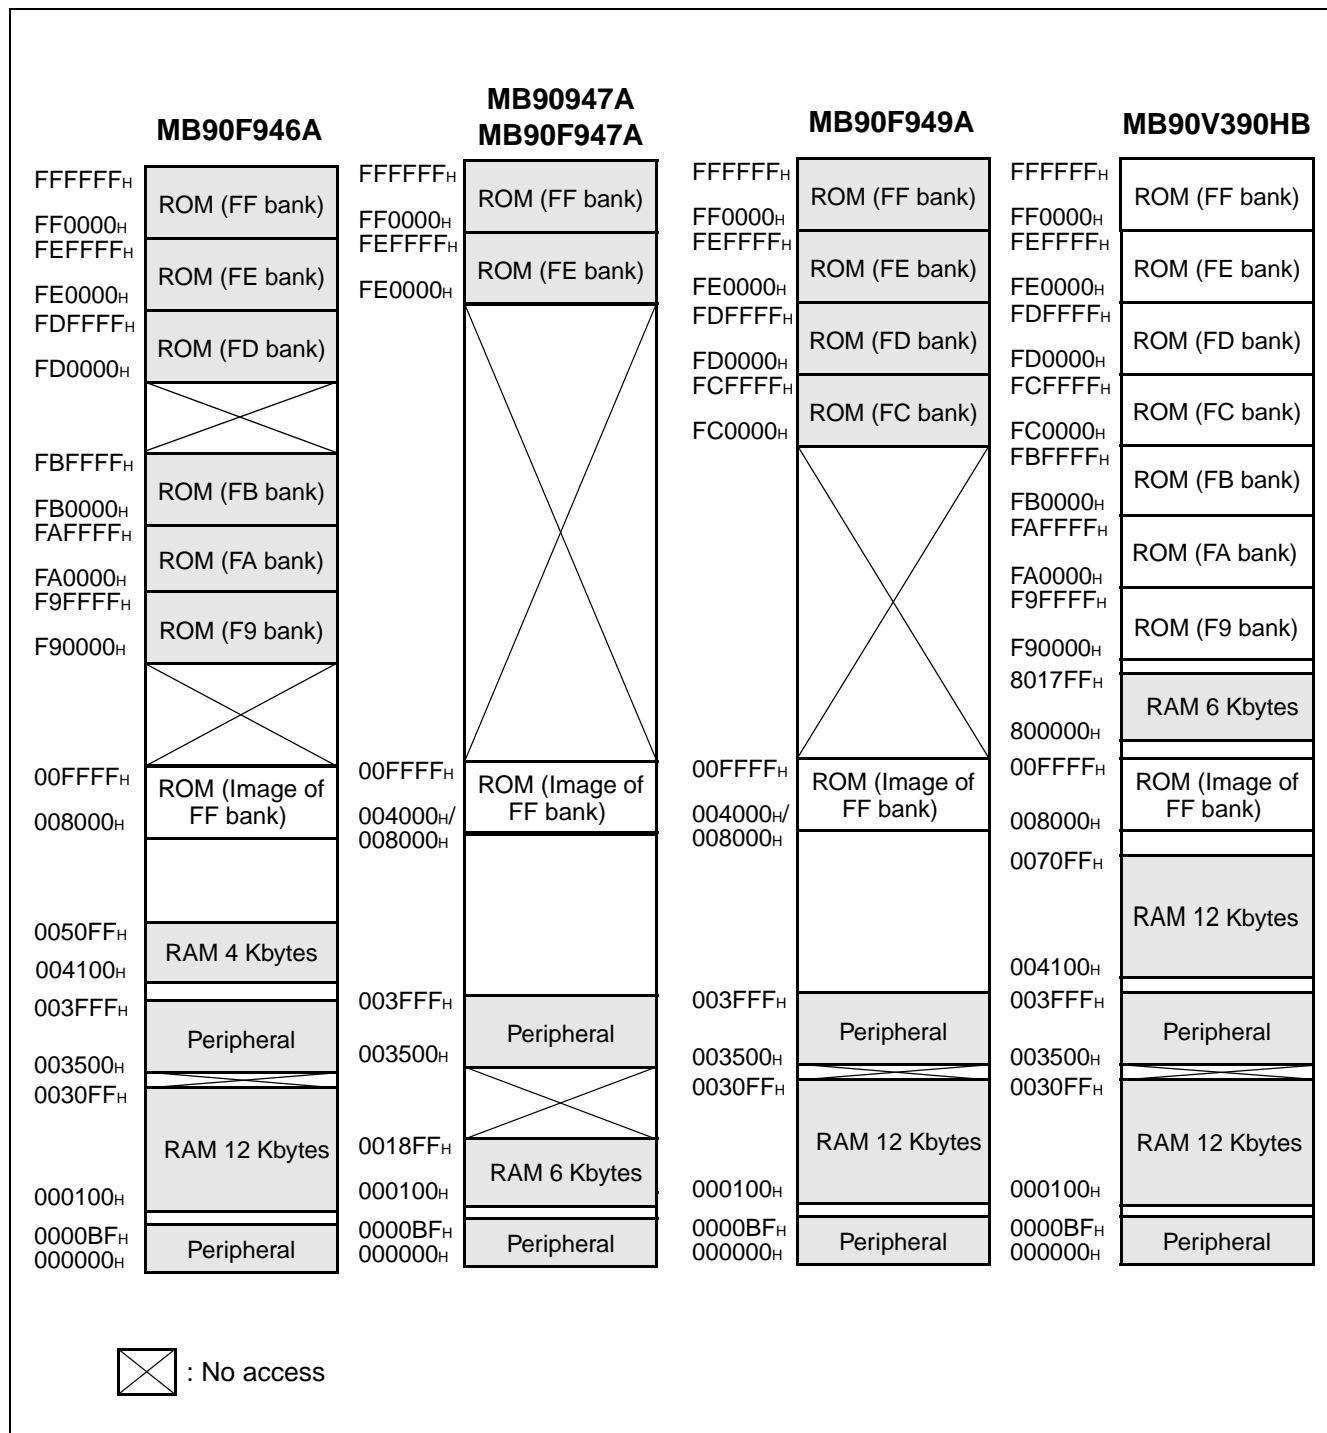 MB90F946A
FFFFFFH
ROM (FF bank)
FF0000H
FEFFFFH
ROM (FE bank)
FE0000H
FDFFFFH
ROM (FD bank)
FD0000H
FBFFFFH
ROM (FB bank)
FB0000H
FAFFFFH
ROM (FA bank)
FA0000H
F9FFFFH
ROM (F9 bank)
F90000H
00FFFFH
ROM (Image of
FF bank)
008000H
0050FFH
RAM 4 Kbytes
004100H
003FFFH
Peripheral
003500H
0030FFH
RAM 12 Kbytes
000100H
0000BFH
Peripheral
000000H
MB90947A
MB90F947A
FFFFFFH
ROM (FF bank)
FF0000H
FEFFFFH
ROM (FE bank)
FE0000H
00FFFFH
ROM (Image of
FF bank)
004000H/
008000H
003FFFH
Peripheral
003500H
0018FFH
RAM 6 Kbytes
000100H
0000BFH
Peripheral
000000H
MB90F949A
FFFFFFH
ROM (FF bank)
FF0000H
FEFFFFH
ROM (FE bank)
FE0000H
FDFFFFH
ROM (FD bank)
FD0000H
FCFFFFH
ROM (FC bank)
FC0000H
00FFFFH
ROM (Image of
FF bank)
004000H/
008000H
003FFFH
Peripheral
003500H
0030FFH
RAM 12 Kbytes
000100H
0000BFH
Peripheral
000000H
MB90V390HB
FFFFFFH
ROM (FF bank)
FF0000H
FEFFFFH
ROM (FE bank)
FE0000H
FDFFFFH
ROM (FD bank)
FD0000H
FCFFFFH
ROM (FC bank)
FC0000H
FBFFFFH
ROM (FB bank)
FB0000H
FAFFFFH
ROM (FA bank)
FA0000H
F9FFFFH
ROM (F9 bank)
F90000H
8017FFH
RAM 6 Kbytes
800000H
00FFFFH
ROM (Image of
FF bank)
008000H
0070FFH
RAM 12 Kbytes
004100H
003FFFH
Peripheral
003500H
0030FFH
RAM 12 Kbytes
000100H
0000BFH
Peripheral
000000H
: No access